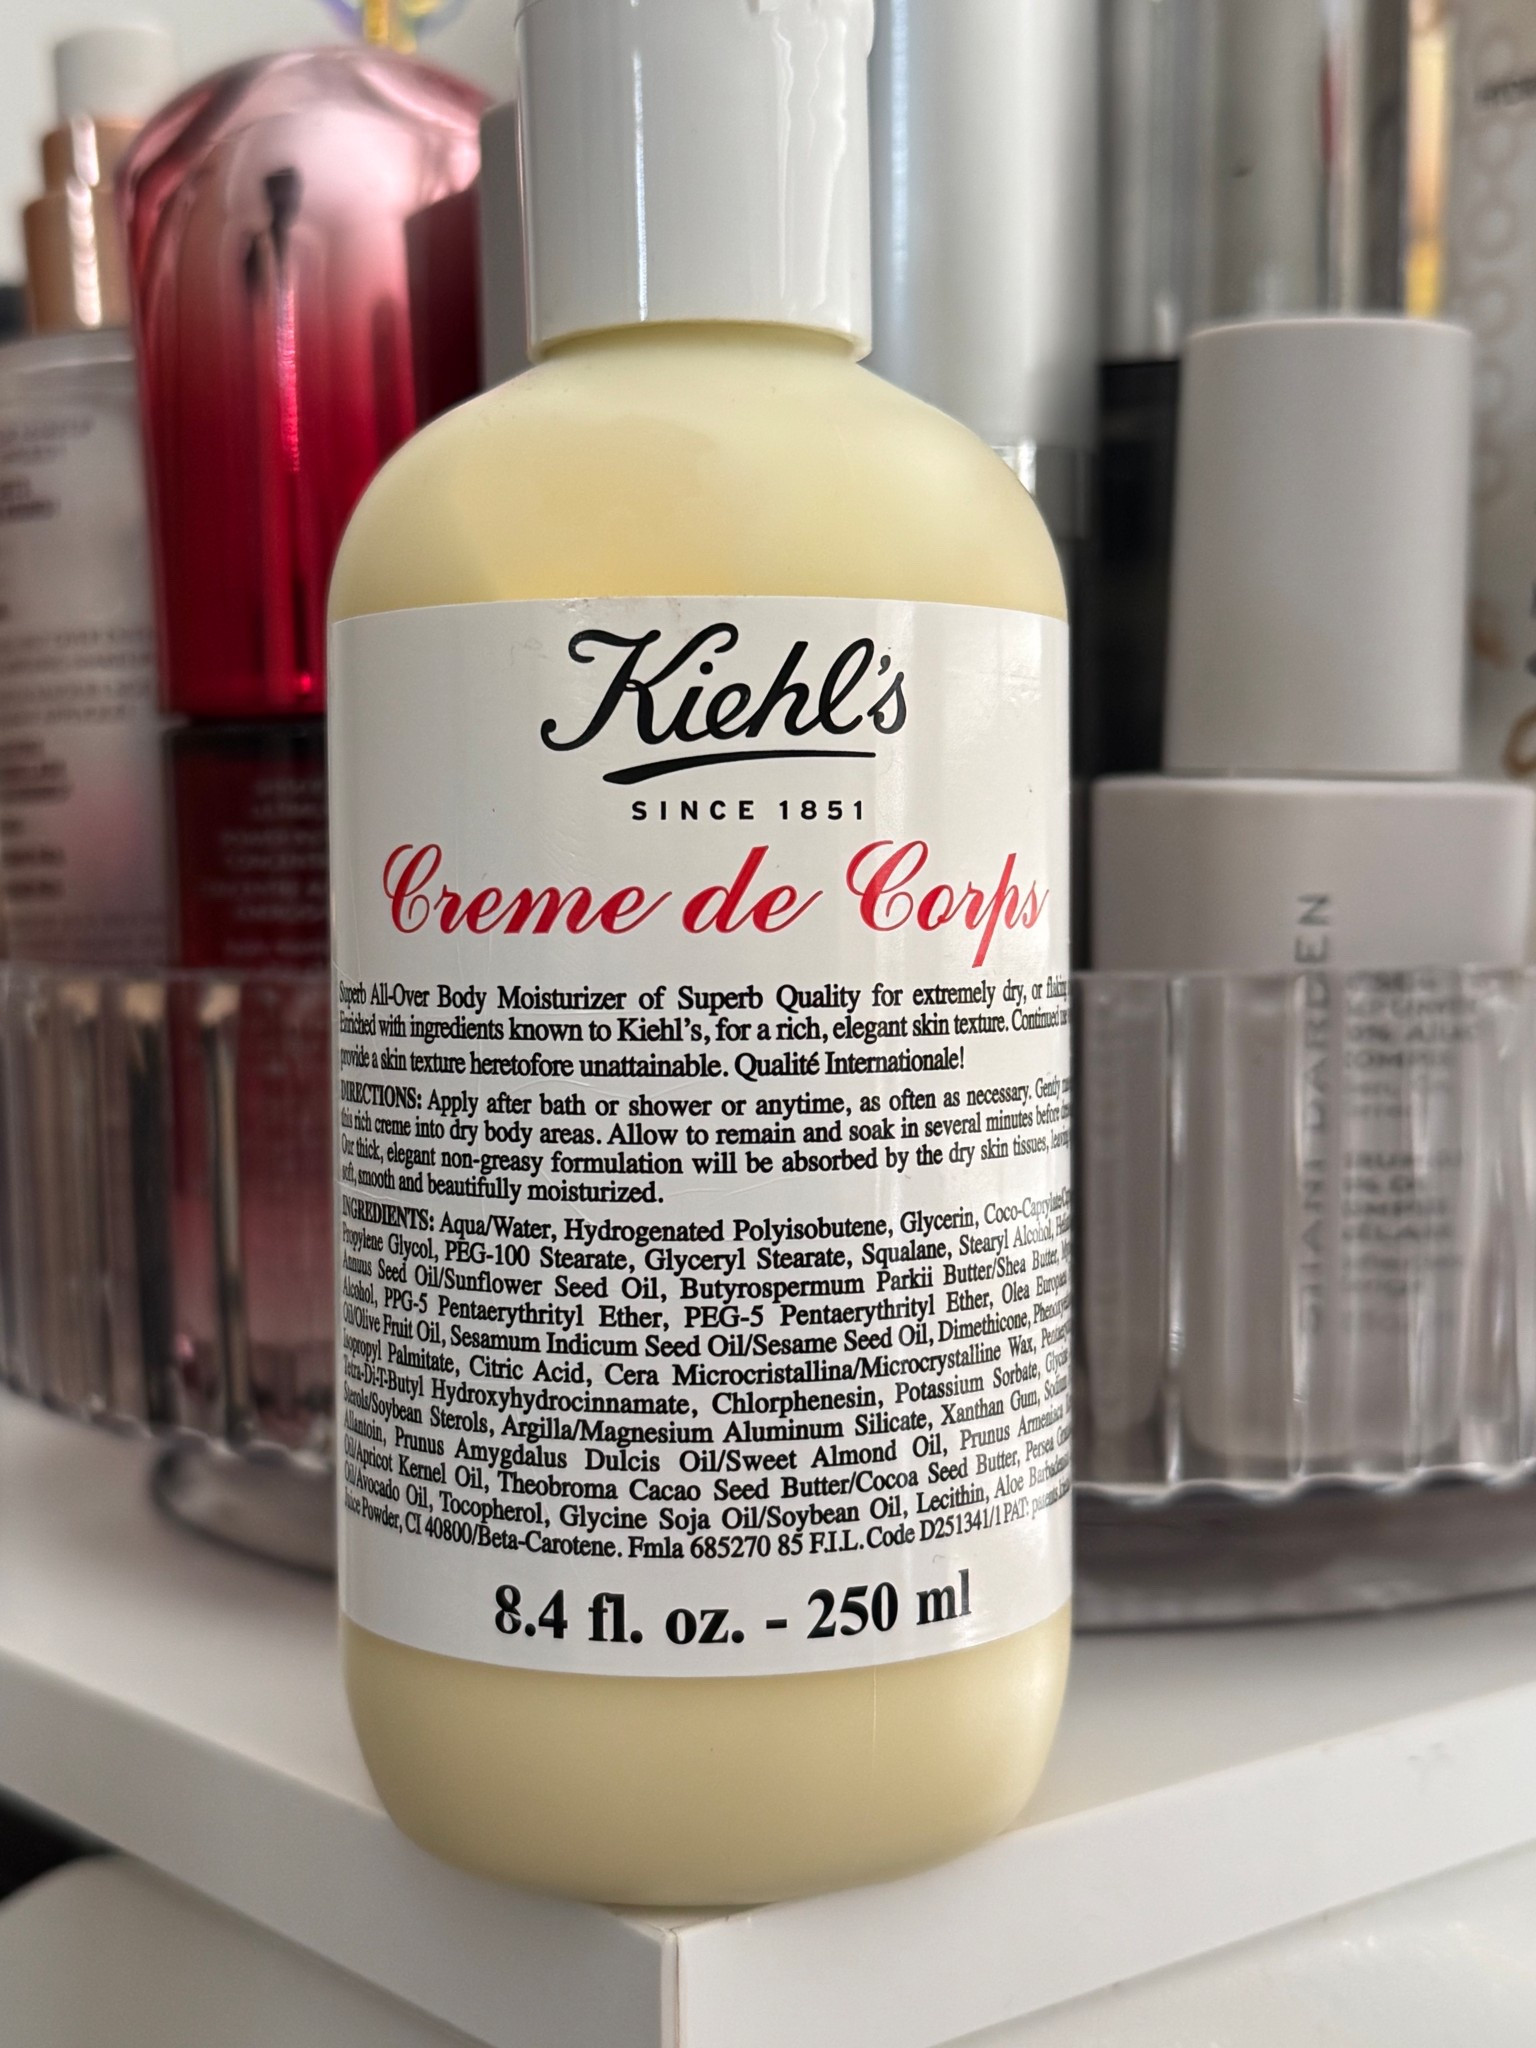 Kiehl's
SINCE 1851
Creme de Corps
Superb All-Over Body Moisturizer of Superb Quality for extremely dry, or flaking
Enriched with ingredients known to Kiehl's, for a rich, elegant skin texture. Continued use
provide a skin texture heretofore unattainable. Qualité Internationale!
DIRECTIONS: Apply after bath or shower or anytime, as often as necessary. Gently
this rich creme into dry body areas. Allow to remain and soak in several minutes before
Our thick, elegant non-greasy formulation will be absorbed by the dry skin tissues,
soft, smooth and beautifully moisturized.
INGREDIENTS: Aqua/Water, Hydrogenated Polyisobutene, Glycerin,
Propylene Glycol, PEG-100 Stearate, Glyceryl Stearate, Squalane, Stearyl Alcohol,
Annuus Seed Oil/Sunflower Seed Oil, Butyrospermum Parkii Butter/Shea Butter,
Alcohol, PPG-5 Pentaerythrityl Ether, PEG-5 Pentaerythrityl Ether, Olea Europaea
Oil/Olive Fruit Oil, Sesamum Indicum Seed Oil/Sesame Seed Oil, Dimethicone,
Isopropyl Palmitate, Citric Acid, Cera Microcristallina/Microcrystalline Wax,
Tetra-Di-T-Butyl Hydroxyhydrocinnamate, Chlorphenesin, Potassium Sorbate,
Sterols/Soybean Sterols, Argilla/Magnesium Aluminum Silicate, Xanthan Gum,
Allantoin, Prunus Amygdalus Dulcis Oil/Sweet Almond Oil, Prunus Armeniaca
Oil/Apricot Kernel Oil, Theobroma Cacao Seed Butter/Cocoa Seed Butter, Persea
Oil/Avocado Oil, Tocopherol, Glycine Soja Oil/Soybean Oil, Lecithin, Aloe
Juice Powder, CI 40800/Beta-Carotene. Fmla 685270 85 F.I.L. Code D251341/1 PAT:
8.4 fl. oz. - 250 ml
SHANI DARDEN